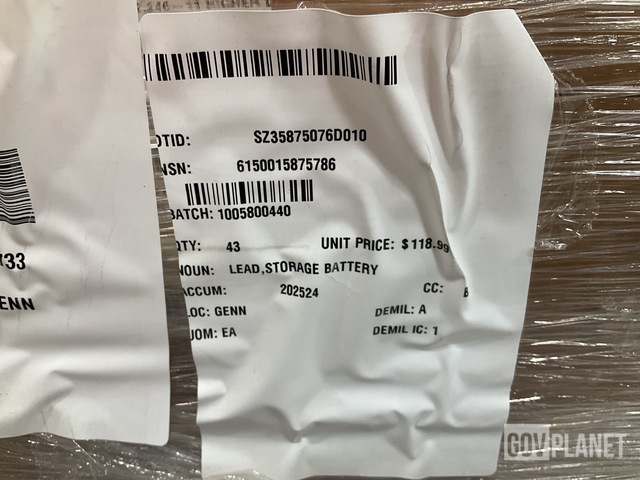 DTID: SZ35875076D010
NSN: 6150015875786
BATCH: 1005800440
QTY: 43 UNIT PRICE: $118.99
NOUN: LEAD,STORAGE BATTERY
ACCUM: 202524 CC:
LOC: GENN DEMIL: A
UOM: EA DEMIL IC: 1
33
GENN
GOVPLANET